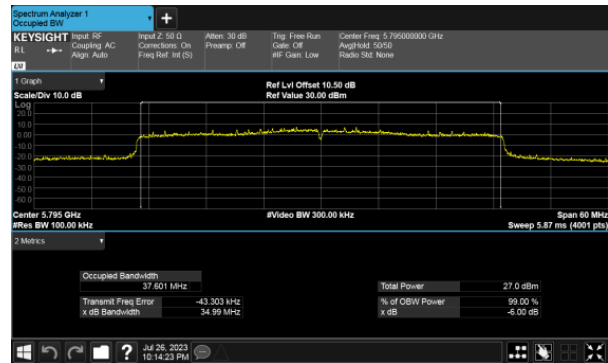 Spectrum Analyzer 1
Occupied BW
+
KEYSIGHT Input: RF Input Z: 50 Ω Atten: 30 dB Trig: Free Run Center Freq: 5.795000000 GHz
RL Coupling: AC Corrections: On Preamp: Off Gate: Off Avg|Hold: 50/50
Align: Auto Freq Ref: Int (S) #IF Gain: Low Radio Std: None
LXI
1 Graph
Scale/Div 10.0 dB Ref Lvl Offset 10.50 dB
Ref Value 30.00 dBm
Log
20.0
10.0
0.00
-10.0
-20.0
-30.0
-40.0
-50.0
-60.0
Center 5.795 GHz #Video BW 300.00 kHz Span 60 MHz
#Res BW 100.00 kHz Sweep 5.87 ms (4001 pts)
2 Metrics
Occupied Bandwidth
37.601 MHz Total Power 27.0 dBm
Transmit Freq Error -43.303 kHz % of OBW Power 99.00 %
x dB Bandwidth 34.99 MHz x dB -6.00 dB
? Jul 26, 2023
10:14:23 PM